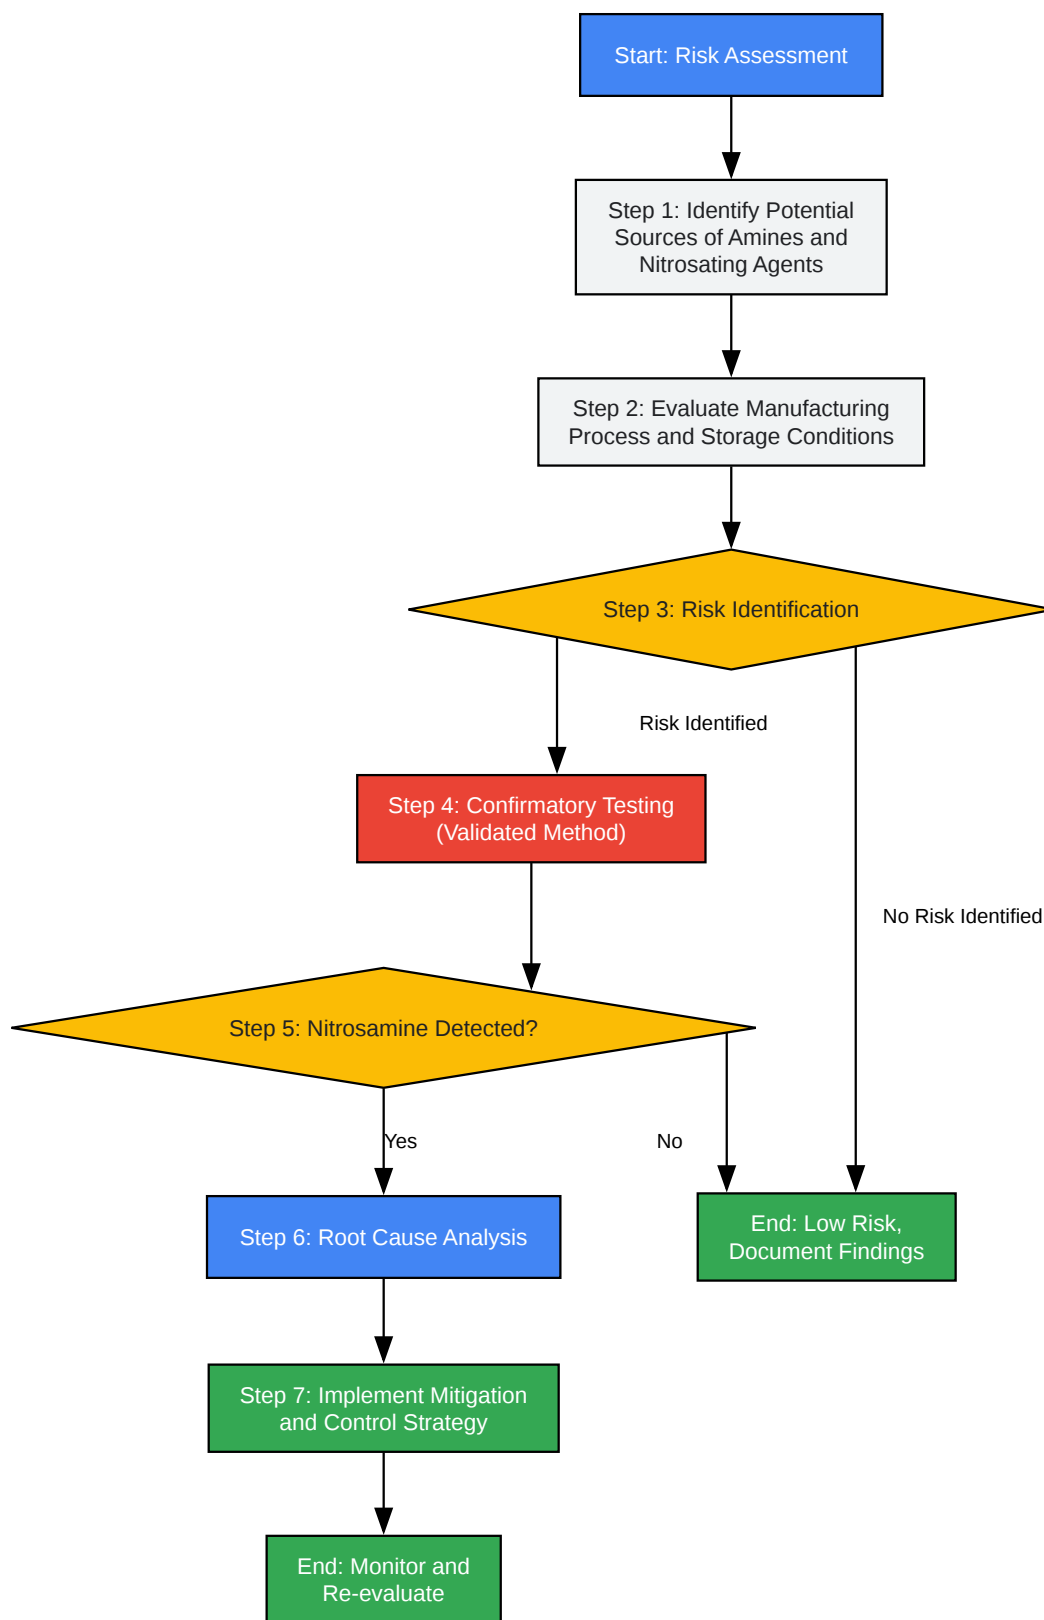 Start: Risk Assessment
Step 1: Identify Potential
Sources of Amines and
Nitrosating Agents
Step 2: Evaluate Manufacturing
Process and Storage Conditions
Step 3: Risk Identification
Risk Identified
Step 4: Confirmatory Testing
(Validated Method)
No Risk Identified
Step 5: Nitrosamine Detected?
Yes
No
Step 6: Root Cause Analysis
End: Low Risk,
Document Findings
Step 7: Implement Mitigation
and Control Strategy
End: Monitor and
Re-evaluate